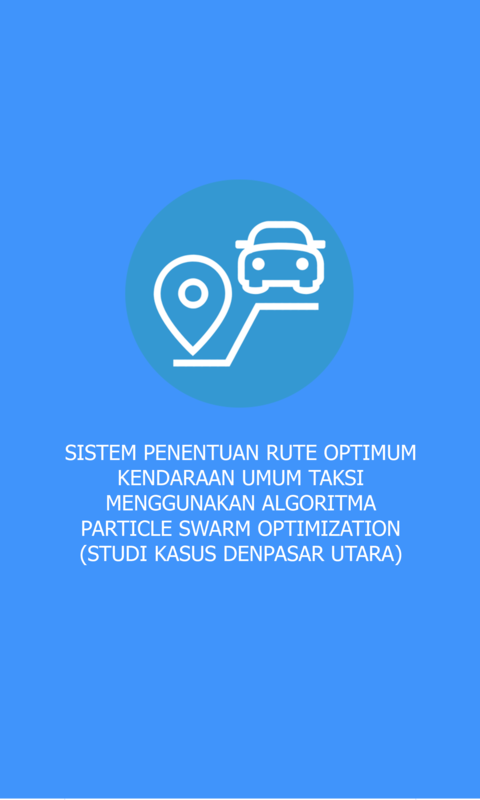 SISTEM PENENTUAN RUTE OPTIMUM
KENDARAAN UMUM TAKSI
MENGGUNAKAN ALGORITMA
PARTICLE SWARM OPTIMIZATION
(STUDI KASUS DENPASAR UTARA)